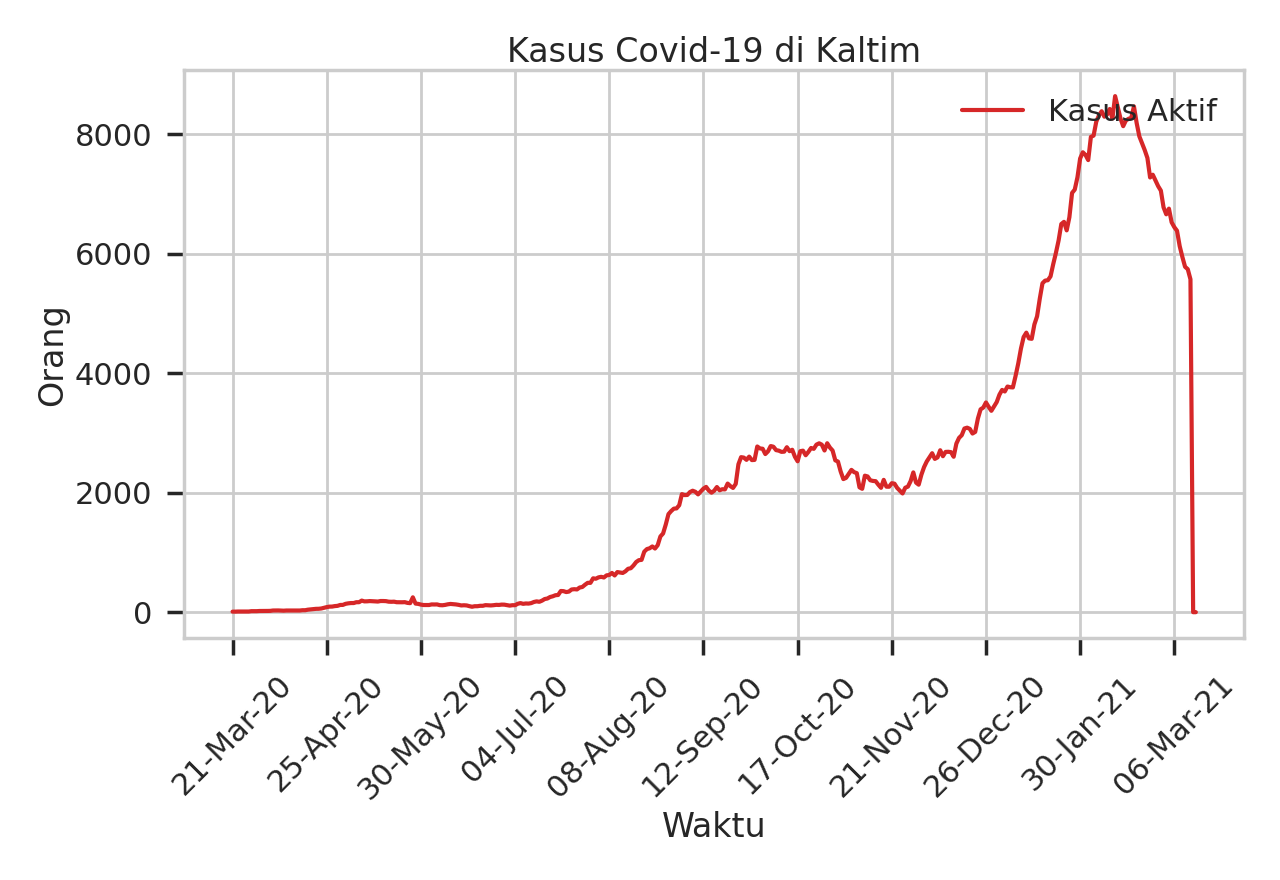 Kasus Covid-19 di Kaltim
Kasus Aktif
8000
6000
4000
2000
0
Orang
21-Mar-20
25-Apr-20
30-May-20
04-Jul-20
08-Aug-20
12-Sep-20
17-Oct-20
21-Nov-20
26-Dec-20
30-Jan-21
06-Mar-21
Waktu